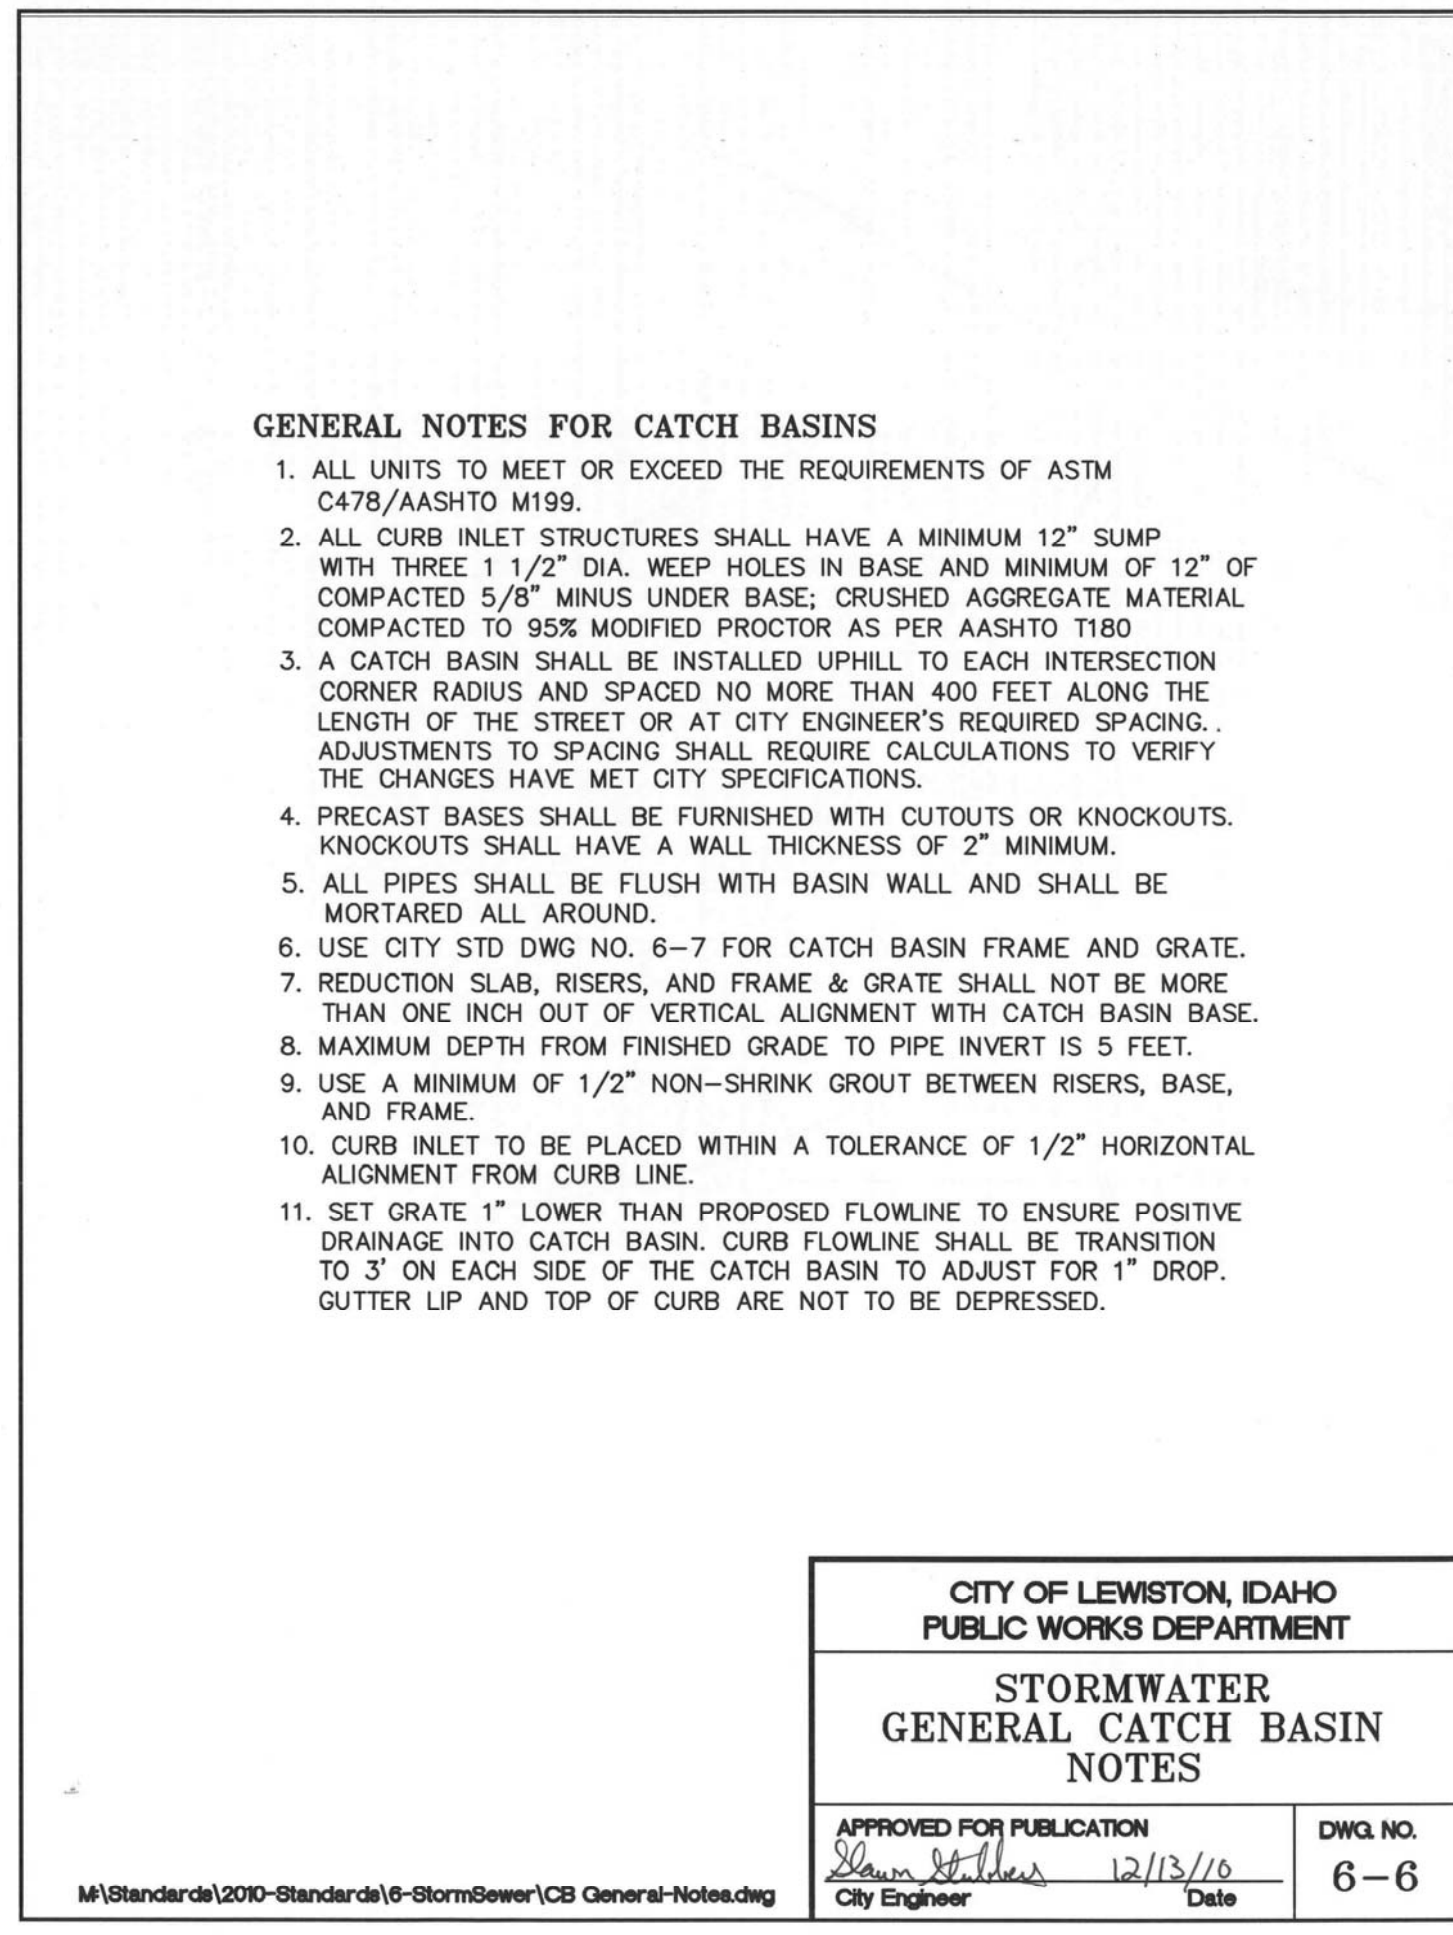 GENERAL NOTES FOR CATCH BASINS
1. ALL UNITS TO MEET OR EXCEED THE REQUIREMENTS OF ASTM
C478/AASHTO M199.
2. ALL CURB INLET STRUCTURES SHALL HAVE A MINIMUM 12" SUMP
WITH THREE 1 1/2" DIA. WEEP HOLES IN BASE AND MINIMUM OF 12" OF
COMPACTED 5/8" MINUS UNDER BASE; CRUSHED AGGREGATE MATERIAL
COMPACTED TO 95% MODIFIED PROCTOR AS PER AASHTO T180
3. A CATCH BASIN SHALL BE INSTALLED UPHILL TO EACH INTERSECTION
CORNER RADIUS AND SPACED NO MORE THAN 400 FEET ALONG THE
LENGTH OF THE STREET OR AT CITY ENGINEER'S REQUIRED SPACING. .
ADJUSTMENTS TO SPACING SHALL REQUIRE CALCULATIONS TO VERIFY
THE CHANGES HAVE MET CITY SPECIFICATIONS.
4. PRECAST BASES SHALL BE FURNISHED WITH CUTOUTS OR KNOCKOUTS.
KNOCKOUTS SHALL HAVE A WALL THICKNESS OF 2" MINIMUM.
5. ALL PIPES SHALL BE FLUSH WITH BASIN WALL AND SHALL BE
MORTARED ALL AROUND.
6. USE CITY STD DWG NO. 6-7 FOR CATCH BASIN FRAME AND GRATE.
7. REDUCTION SLAB, RISERS, AND FRAME & GRATE SHALL NOT BE MORE
THAN ONE INCH OUT OF VERTICAL ALIGNMENT WITH CATCH BASIN BASE.
8. MAXIMUM DEPTH FROM FINISHED GRADE TO PIPE INVERT IS 5 FEET.
9. USE A MINIMUM OF 1/2" NON-SHRINK GROUT BETWEEN RISERS, BASE,
AND FRAME.
10. CURB INLET TO BE PLACED WITHIN A TOLERANCE OF 1/2" HORIZONTAL
ALIGNMENT FROM CURB LINE.
11. SET GRATE 1" LOWER THAN PROPOSED FLOWLINE TO ENSURE POSITIVE
DRAINAGE INTO CATCH BASIN. CURB FLOWLINE SHALL BE TRANSITION
TO 3' ON EACH SIDE OF THE CATCH BASIN TO ADJUST FOR 1" DROP.
GUTTER LIP AND TOP OF CURB ARE NOT TO BE DEPRESSED.
CITY OF LEWISTON, IDAHO
PUBLIC WORKS DEPARTMENT
STORMWATER
GENERAL CATCH BASIN
NOTES
APPROVED FOR PUBLICATION
Shawn Stubbers 12/13/10
City Engineer Date
DWG. NO.
6-6
M:\Standards\2010-Standards\6-StormSewer\CB General-Notes.dwg